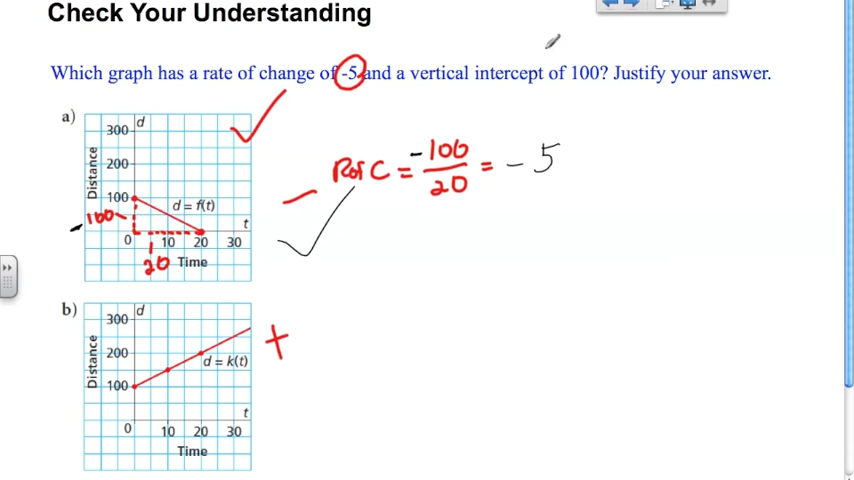 Check Your Understanding
Which graph has a rate of change of -5 and a vertical intercept of 100? Justify your answer.
a)
d
300
200
100
Distance
d = f(t)
t
0
10
20
30
Time
-100
20
- RofC = -100/20 = -5
b)
d
300
200
100
Distance
d = k(t)
t
0
10
20
30
Time
+